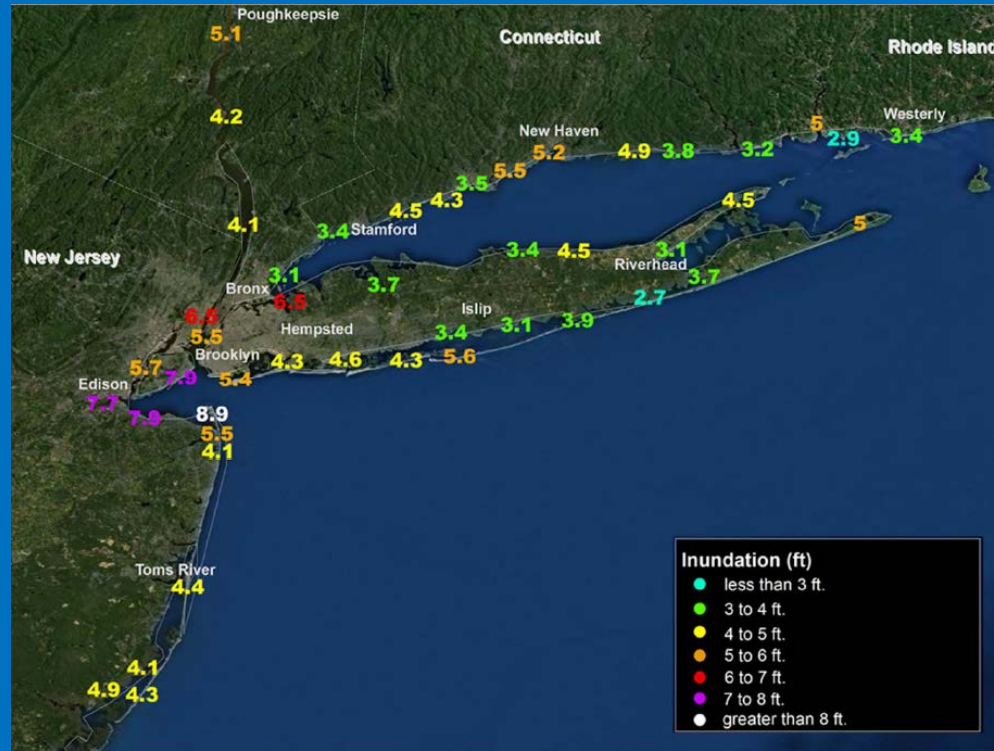 Poughkeepsie
5.1
Connecticut
Rhode Island
4.2
Westerly
5
2.9
3.4
New Haven
5.2
4.9
3.8
3.2
5.5
3.5
4.3
4.5
4.5
4.1
3.4
Stamford
5
New Jersey
3.4
4.5
3.1
Riverhead
3.1
3.7
3.7
Bronx
6.5
2.7
6.5
Islip
3.9
5.5
Hempsted
3.4
3.1
Brooklyn
4.3
4.6
4.3
5.6
5.7
7.9
5.4
Edison
7.7
7.9
8.9
5.5
4.1
Toms River
4.4
4.1
4.9
4.3
Inundation (ft)
less than 3 ft.
3 to 4 ft.
4 to 5 ft.
5 to 6 ft.
6 to 7 ft.
7 to 8 ft.
greater than 8 ft.